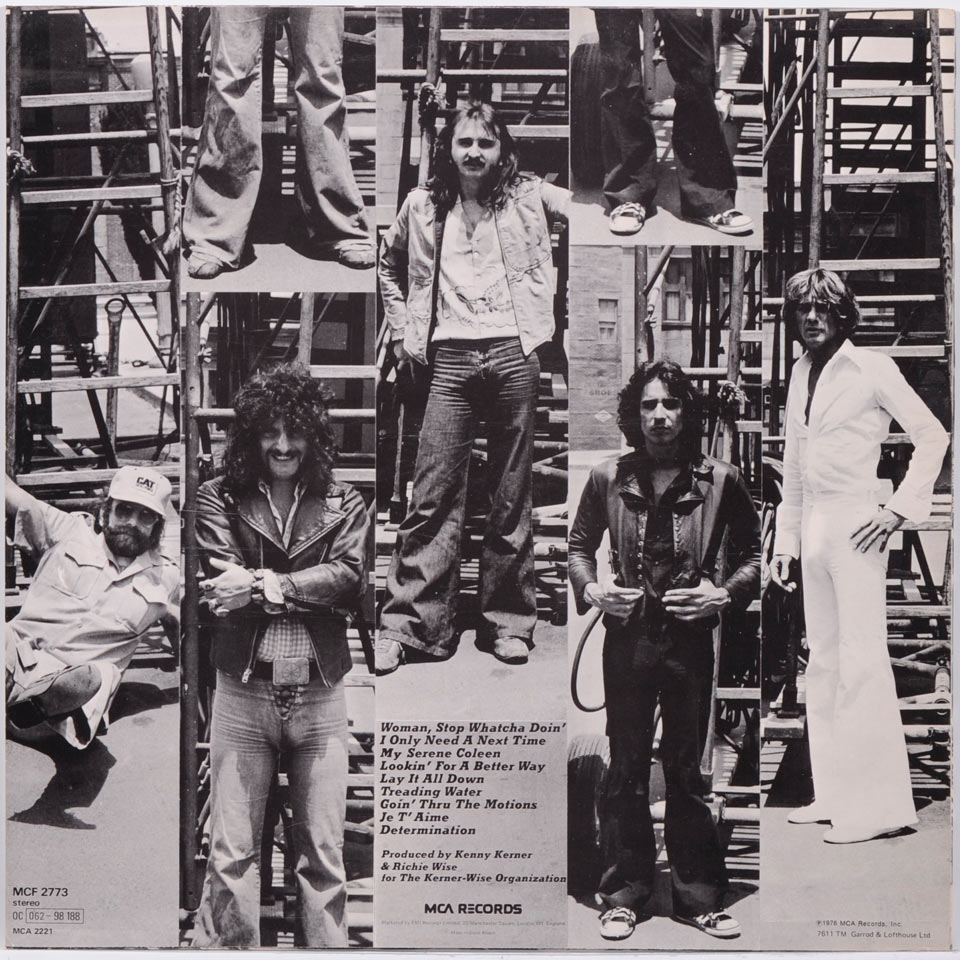 CAT
SHOE
Woman, Stop Whatcha Doin'
I Only Need A Next Time
My Serene Coleen
Lookin' For A Better Way
Lay It All Down
Treading Water
Goin' Thru The Motions
Je T' Aime
Determination
Produced by Kenny Kerner
& Richie Wise
for The Kerner-Wise Organization
MCA RECORDS
MCF 2773
stereo
OC 062-98 188
MCA 2221
℗1976 MCA Records, Inc.
7611 TM Garrod & Lofthouse Ltd.